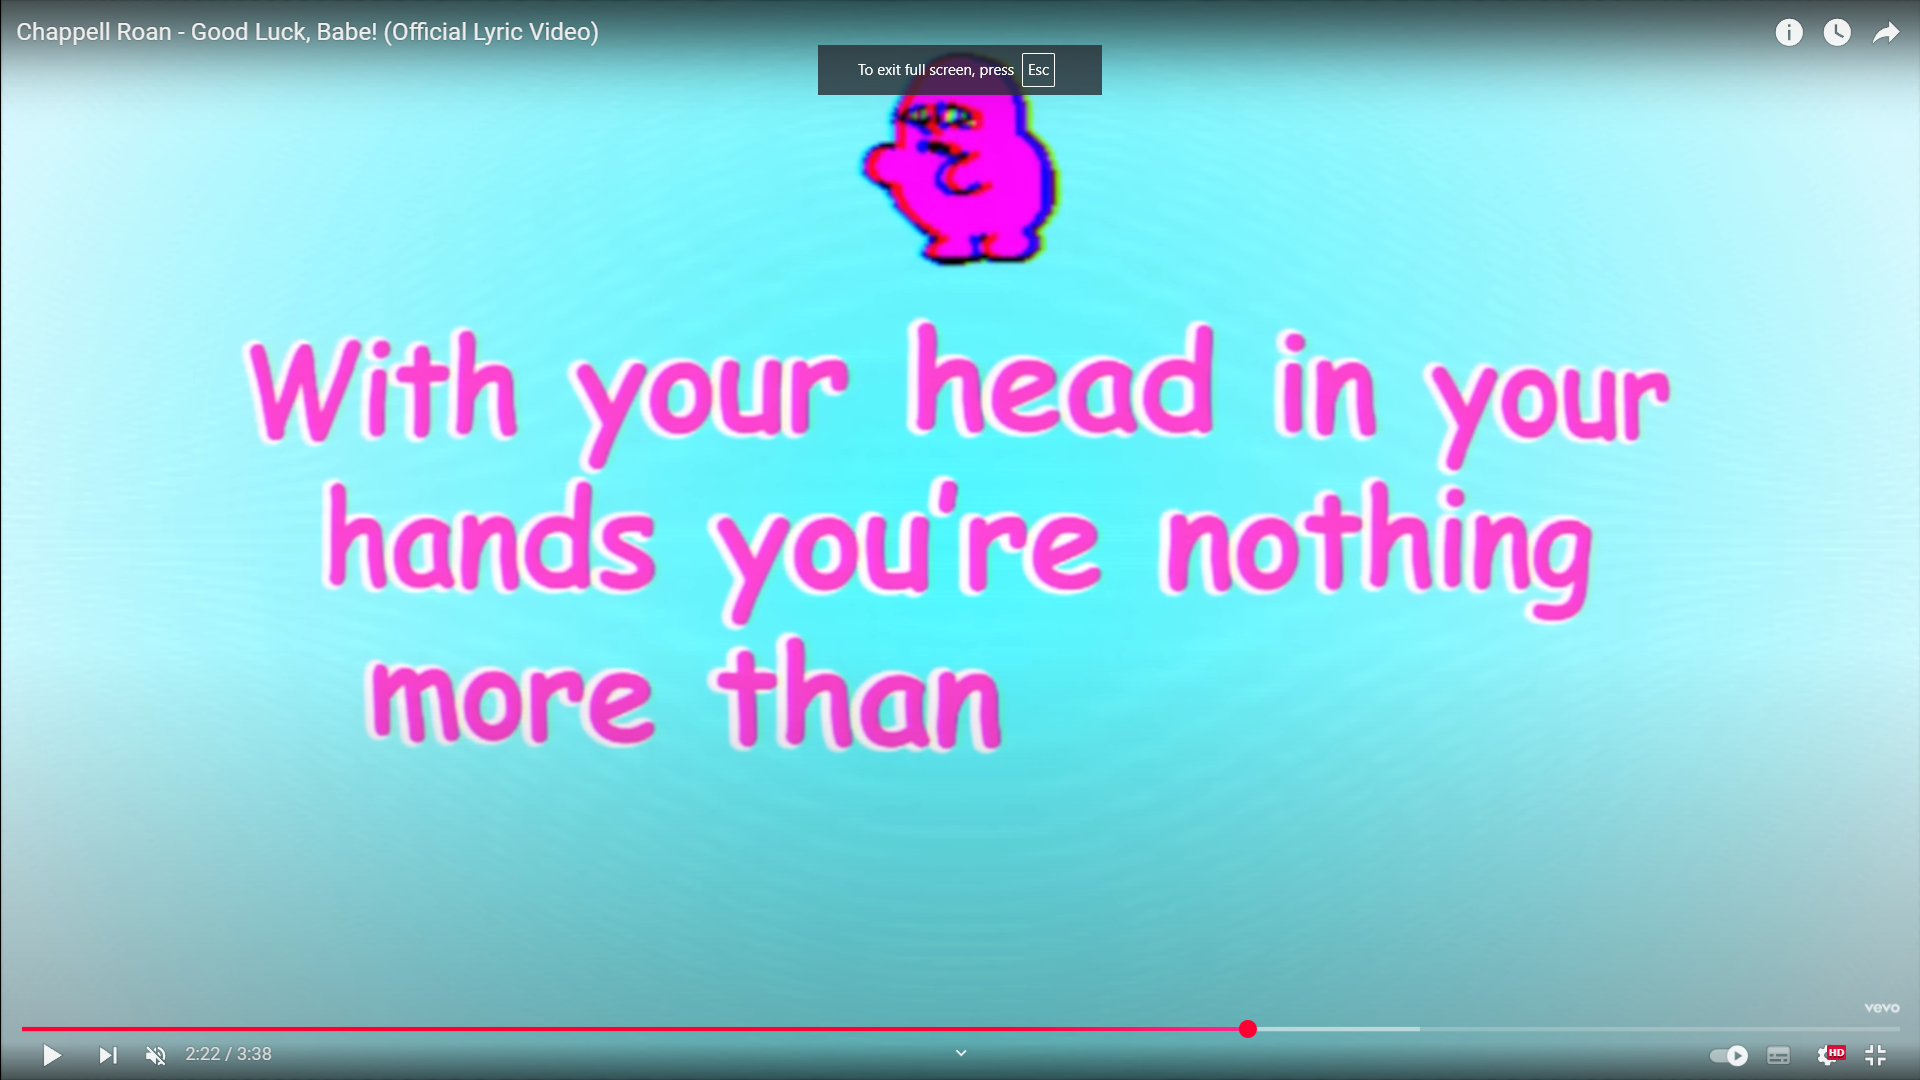 Chappell Roan - Good Luck, Babe! (Official Lyric Video)
To exit full screen, press Esc
With your head in your
hands you're nothing
more than
vevo
2:22 / 3:38
HD